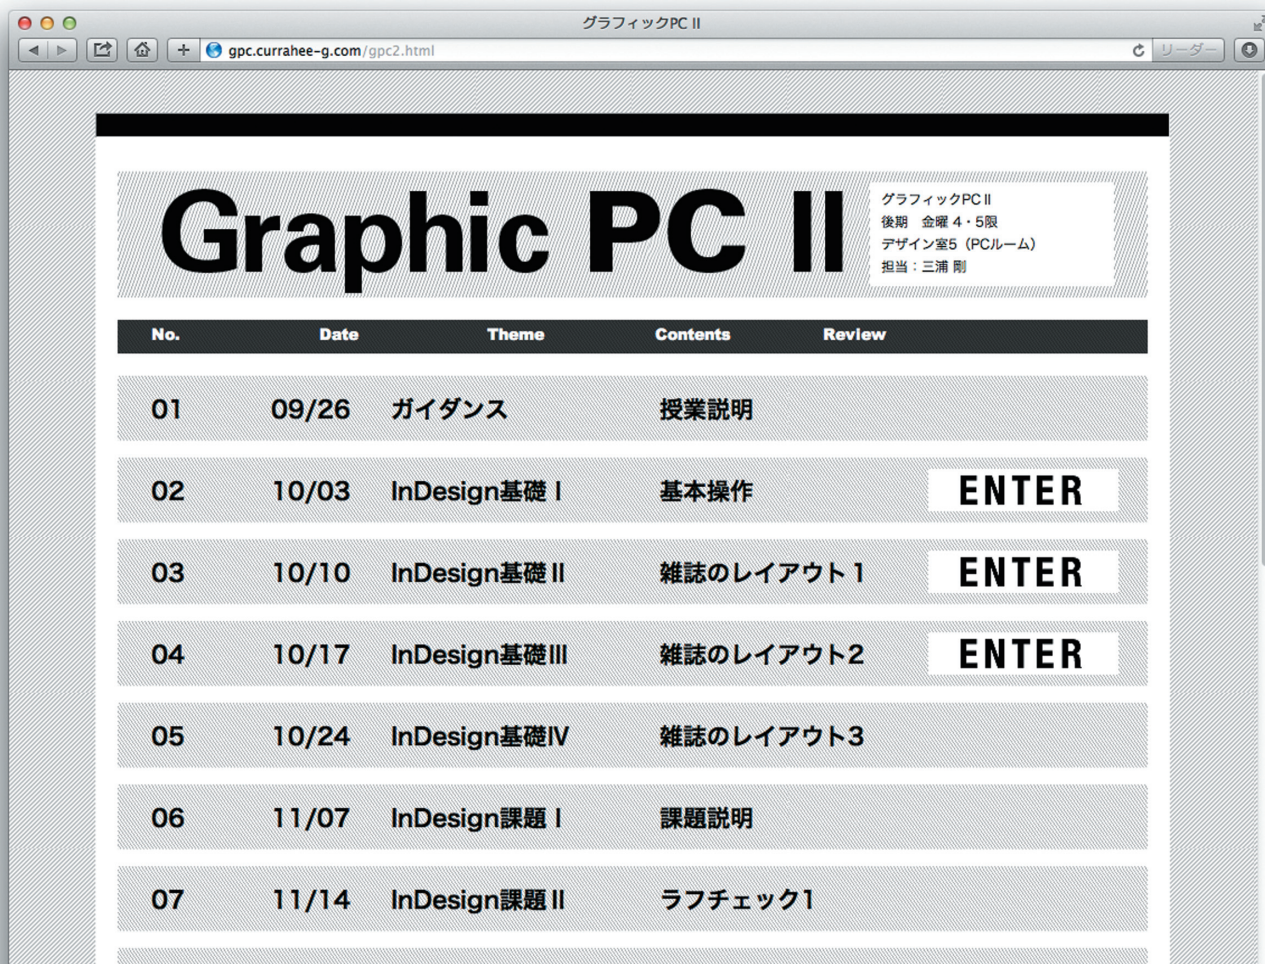 グラフィックPC II
gpc.currahee-g.com/gpc2.html
リーダー
Graphic PC II
グラフィックPC II
後期　金曜 4・5限
デザイン室5（PCルーム）
担当：三浦 剛
No. Date Theme Contents Review
01 09/26 ガイダンス 授業説明
02 10/03 InDesign基礎 I 基本操作 ENTER
03 10/10 InDesign基礎 II 雑誌のレイアウト 1 ENTER
04 10/17 InDesign基礎III 雑誌のレイアウト2 ENTER
05 10/24 InDesign基礎IV 雑誌のレイアウト3
06 11/07 InDesign課題 I 課題説明
07 11/14 InDesign課題 II ラフチェック1